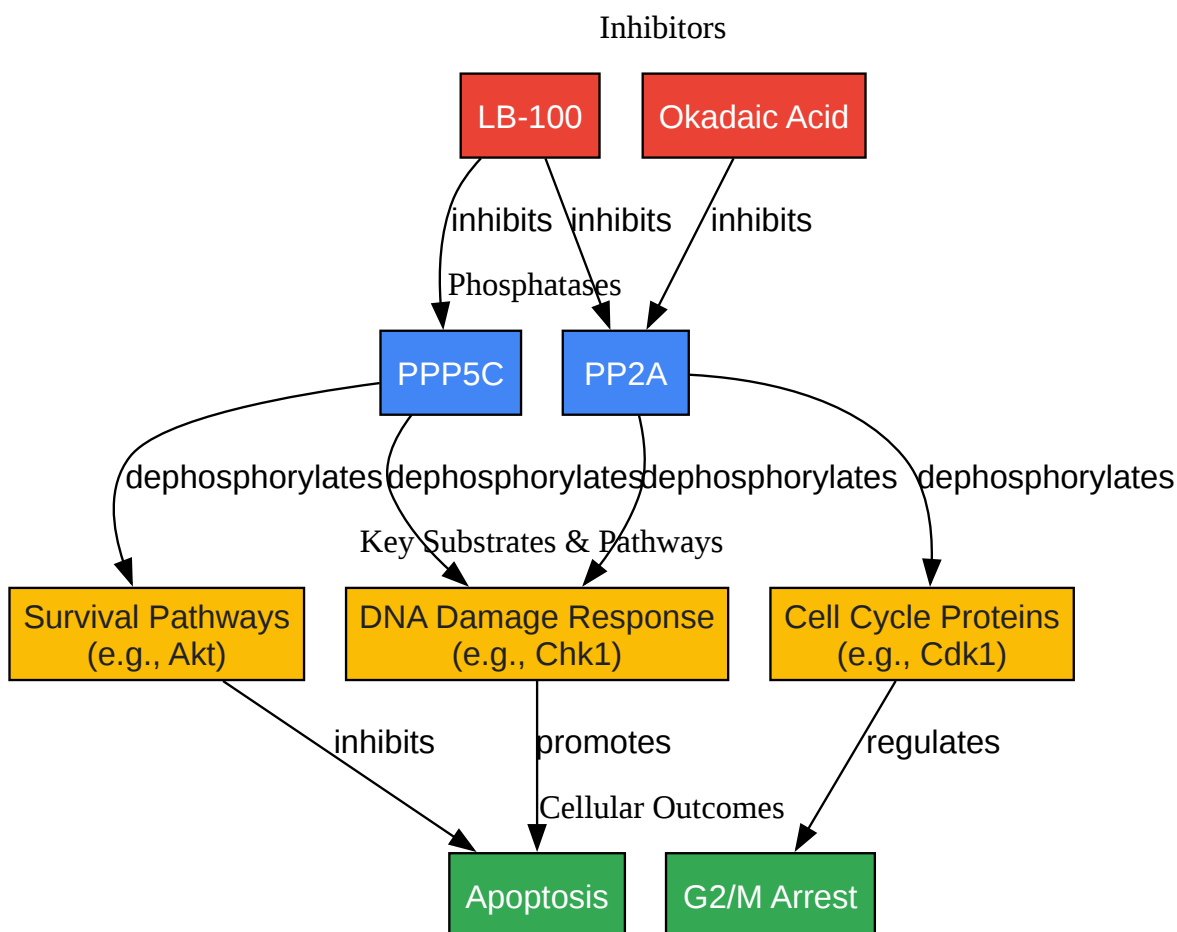 Inhibitors
LB-100
Okadaic Acid
inhibits
inhibits
inhibits
Phosphatases
PPP5C
PP2A
dephosphorylates
dephosphorylates
dephosphorylates
dephosphorylates
Key Substrates & Pathways
Survival Pathways
(e.g., Akt)
DNA Damage Response
(e.g., Chk1)
Cell Cycle Proteins
(e.g., Cdk1)
inhibits
promotes
regulates
Cellular Outcomes
Apoptosis
G2/M Arrest